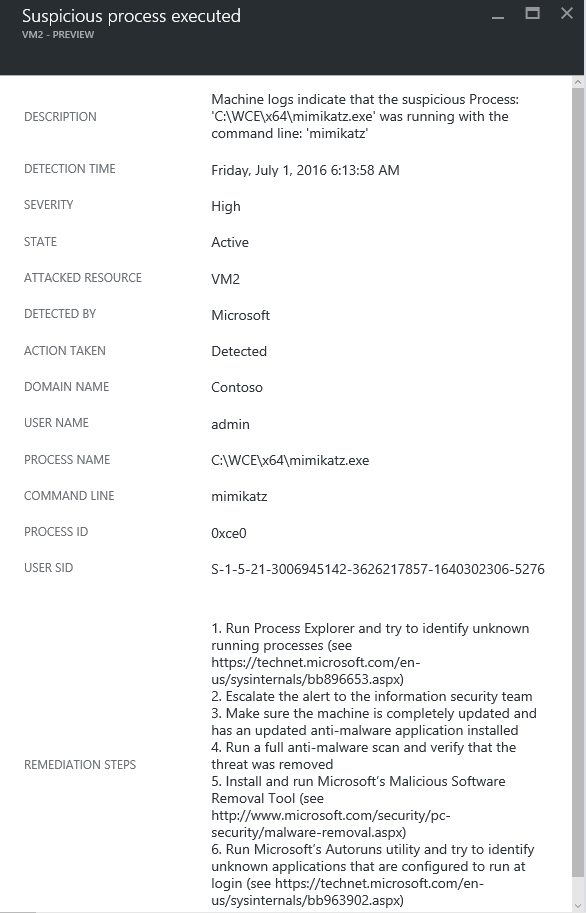 Suspicious process executed
VM2 - PREVIEW
DESCRIPTION
Machine logs indicate that the suspicious Process:
'C:\WCE\x64\mimikatz.exe' was running with the
command line: 'mimikatz'
DETECTION TIME
Friday, July 1, 2016 6:13:58 AM
SEVERITY
High
STATE
Active
ATTACKED RESOURCE
VM2
DETECTED BY
Microsoft
ACTION TAKEN
Detected
DOMAIN NAME
Contoso
USER NAME
admin
PROCESS NAME
C:\WCE\x64\mimikatz.exe
COMMAND LINE
mimikatz
PROCESS ID
0xce0
USER SID
S-1-5-21-3006945142-3626217857-1640302306-5276
REMEDIATION STEPS
1. Run Process Explorer and try to identify unknown
running processes (see
https://technet.microsoft.com/en-
us/sysinternals/bb896653.aspx)
2. Escalate the alert to the information security team
3. Make sure the machine is completely updated and
has an updated anti-malware application installed
4. Run a full anti-malware scan and verify that the
threat was removed
5. Install and run Microsoft's Malicious Software
Removal Tool (see
http://www.microsoft.com/security/pc-
security/malware-removal.aspx)
6. Run Microsoft's Autoruns utility and try to identify
unknown applications that are configured to run at
login (see https://technet.microsoft.com/en-
us/sysinternals/bb963902.aspx)